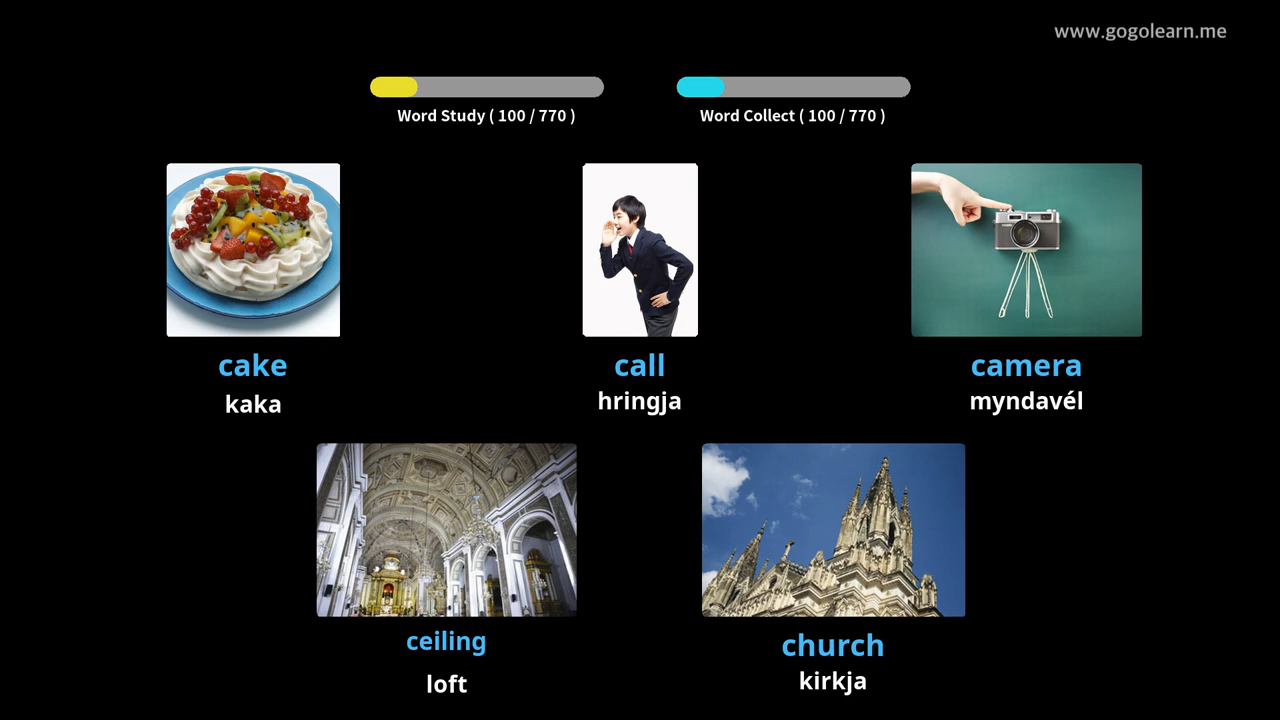 www.gogolearn.me
Word Study ( 100 / 770 )
Word Collect ( 100 / 770 )
cake
kaka
call
hringja
camera
myndavél
ceiling
loft
church
kirkja